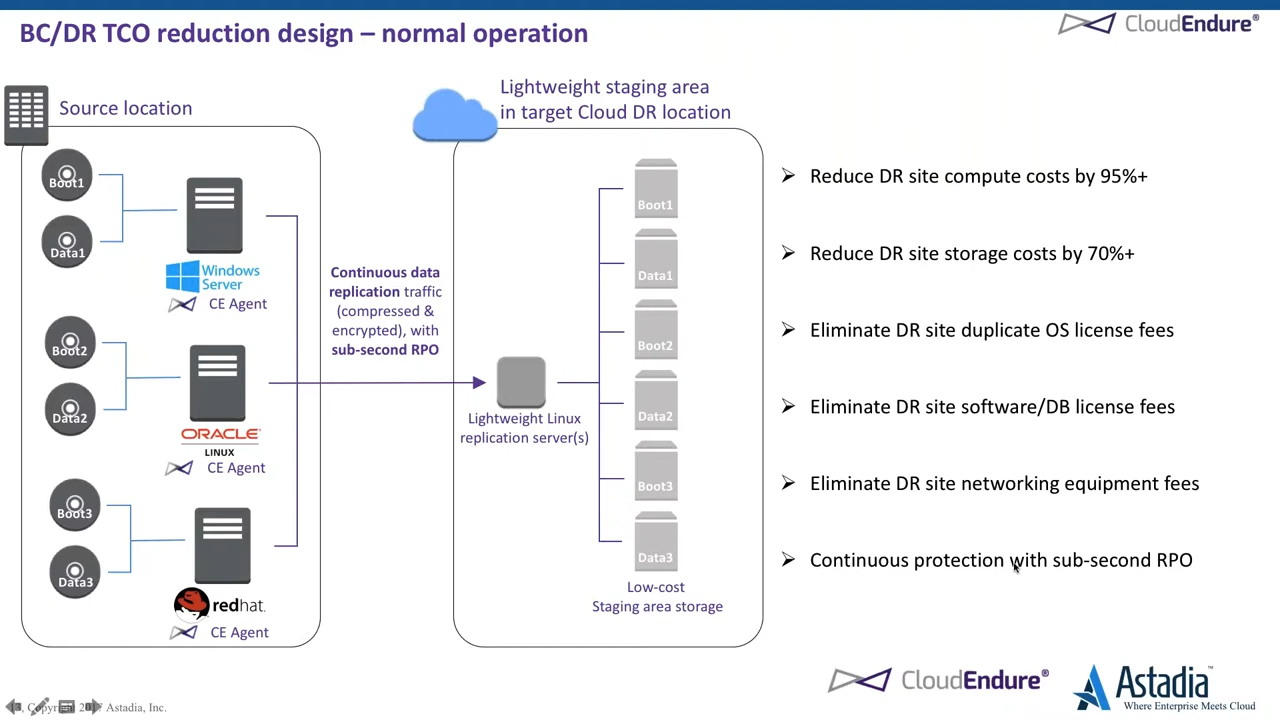 BC/DR TCO reduction design – normal operation
CloudEndure®
Source location
Lightweight staging area
in target Cloud DR location
Boot1
Data1
Windows
Server
CE Agent
Boot2
Data2
ORACLE
LINUX
CE Agent
Boot3
Data3
redhat.
CE Agent
Continuous data
replication traffic
(compressed &
encrypted), with
sub-second RPO
Lightweight Linux
replication server(s)
Boot1
Data1
Boot2
Data2
Boot3
Data3
Low-cost
Staging area storage
Reduce DR site compute costs by 95%+
Reduce DR site storage costs by 70%+
Eliminate DR site duplicate OS license fees
Eliminate DR site software/DB license fees
Eliminate DR site networking equipment fees
Continuous protection with sub-second RPO
CloudEndure®
Astadia™
Where Enterprise Meets Cloud
Copyright Astadia, Inc.